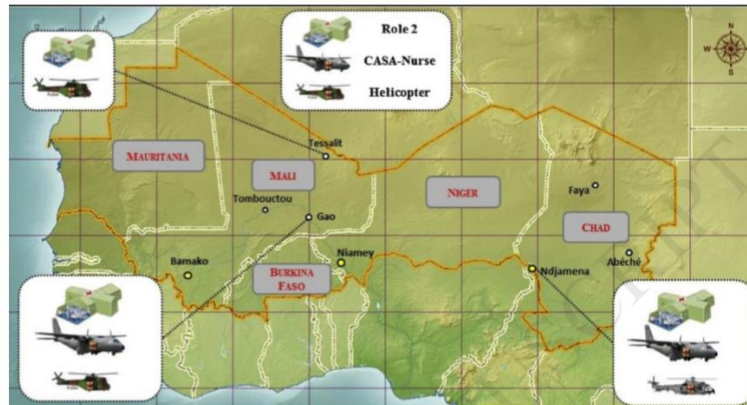 Role 2
CASA-Nurse
Helicopter
N
W
E
S
Tessalit
MAURITANIA
MALI
NIGER
Faya
Tombouctou
Gao
CHAD
Bamako
Niamey
Abéché
Ndjamena
BURKINA
FASO